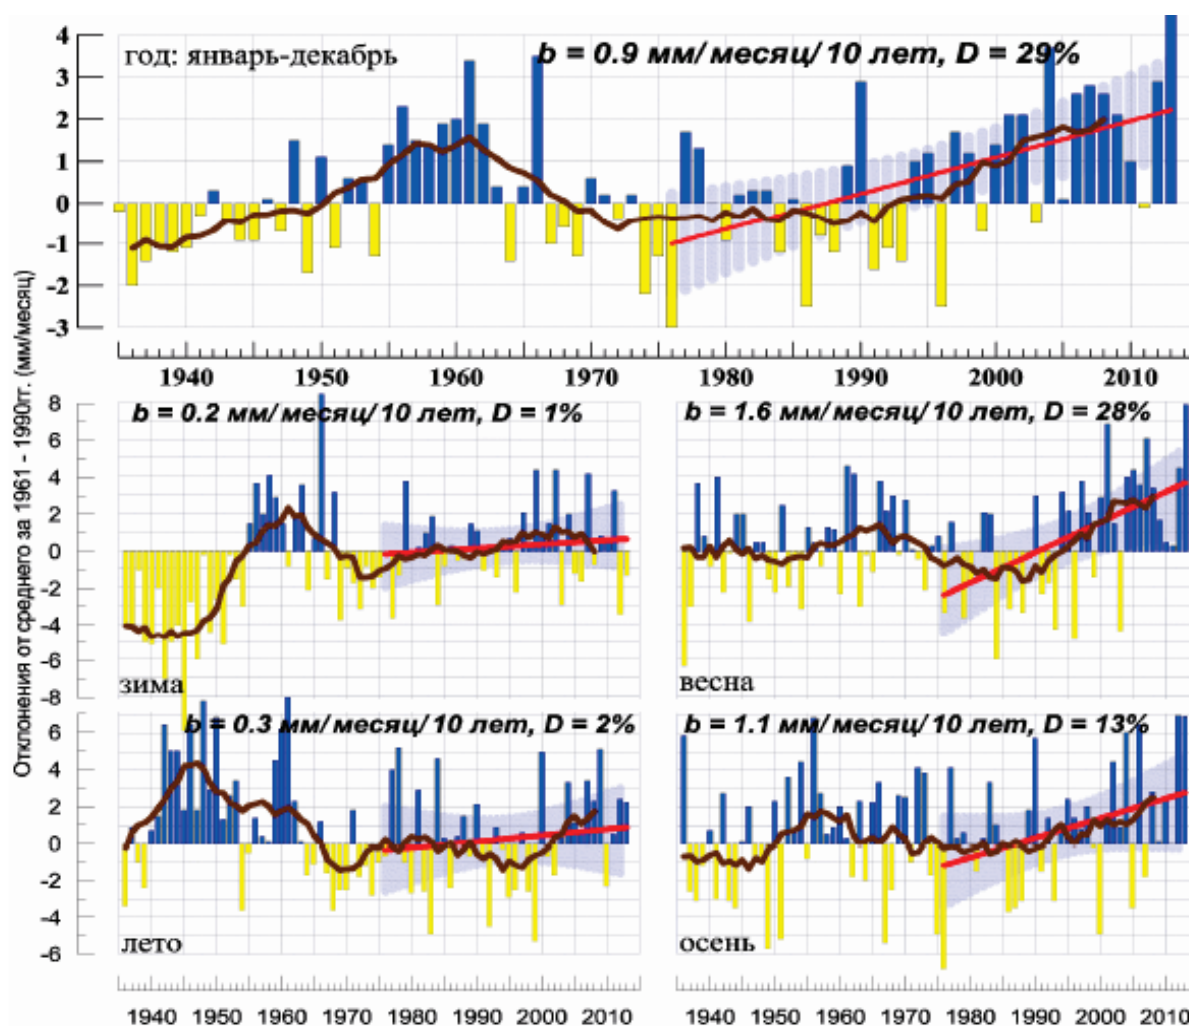 4
3
2
1
0
-1
-2
-3
год: январь-декабрь
b = 0.9 мм/месяц/10 лет, D = 29%
1940 1950 1960 1970 1980 1990 2000 2010
Отклонения от среднего за 1961 - 1990гг. (мм/месяц)
8
6
4
2
0
-2
-4
-6
-8
b = 0.2 мм/месяц/10 лет, D = 1%
зима
b = 1.6 мм/месяц/10 лет, D = 28%
весна
6
4
2
0
-2
-4
-6
b = 0.3 мм/месяц/10 лет, D = 2%
лето
b = 1.1 мм/месяц/10 лет, D = 13%
осень
1940 1950 1960 1970 1980 1990 2000 2010
1940 1950 1960 1970 1980 1990 2000 2010